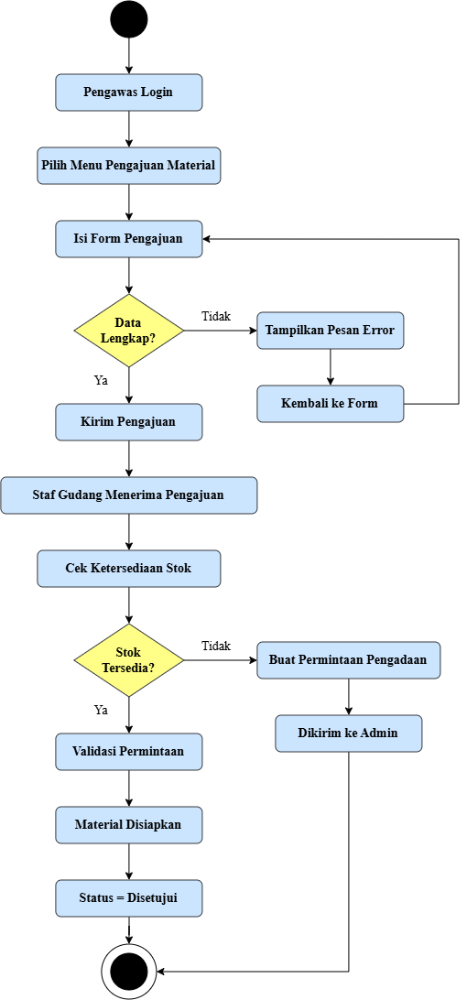 Pengawas Login
Pilih Menu Pengajuan Material
Isi Form Pengajuan
Data
Lengkap?
Tidak
Tampilkan Pesan Error
Ya
Kembali ke Form
Kirim Pengajuan
Staf Gudang Menerima Pengajuan
Cek Ketersediaan Stok
Stok
Tersedia?
Tidak
Buat Permintaan Pengadaan
Ya
Dikirim ke Admin
Validasi Permintaan
Material Disiapkan
Status = Disetujui